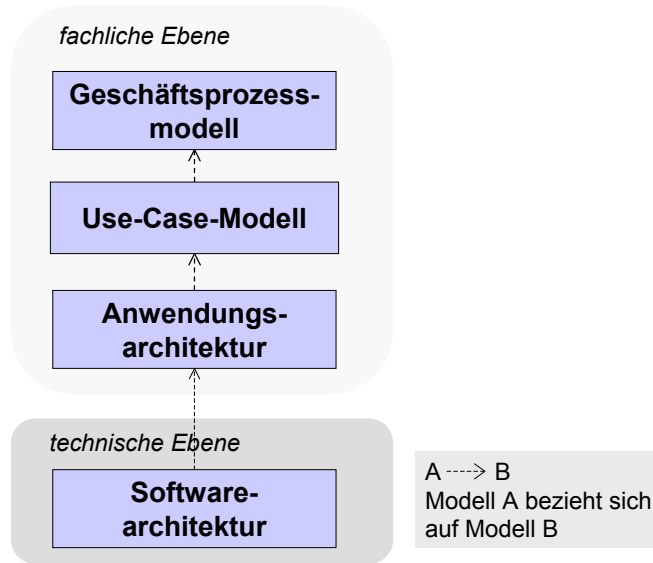 fachliche Ebene
Geschäftsprozess-
modell
Use-Case-Modell
Anwendungs-
architektur
technische Ebene
Software-
architektur
A -----> B
Modell A bezieht sich
auf Modell B